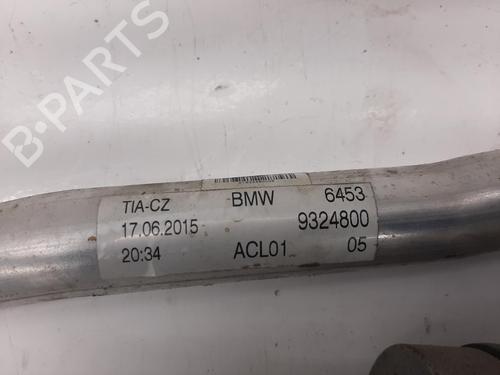 B-PARTS
TIA-CZ BMW 6453
17.06.2015 9324800
20:34 ACL01 05